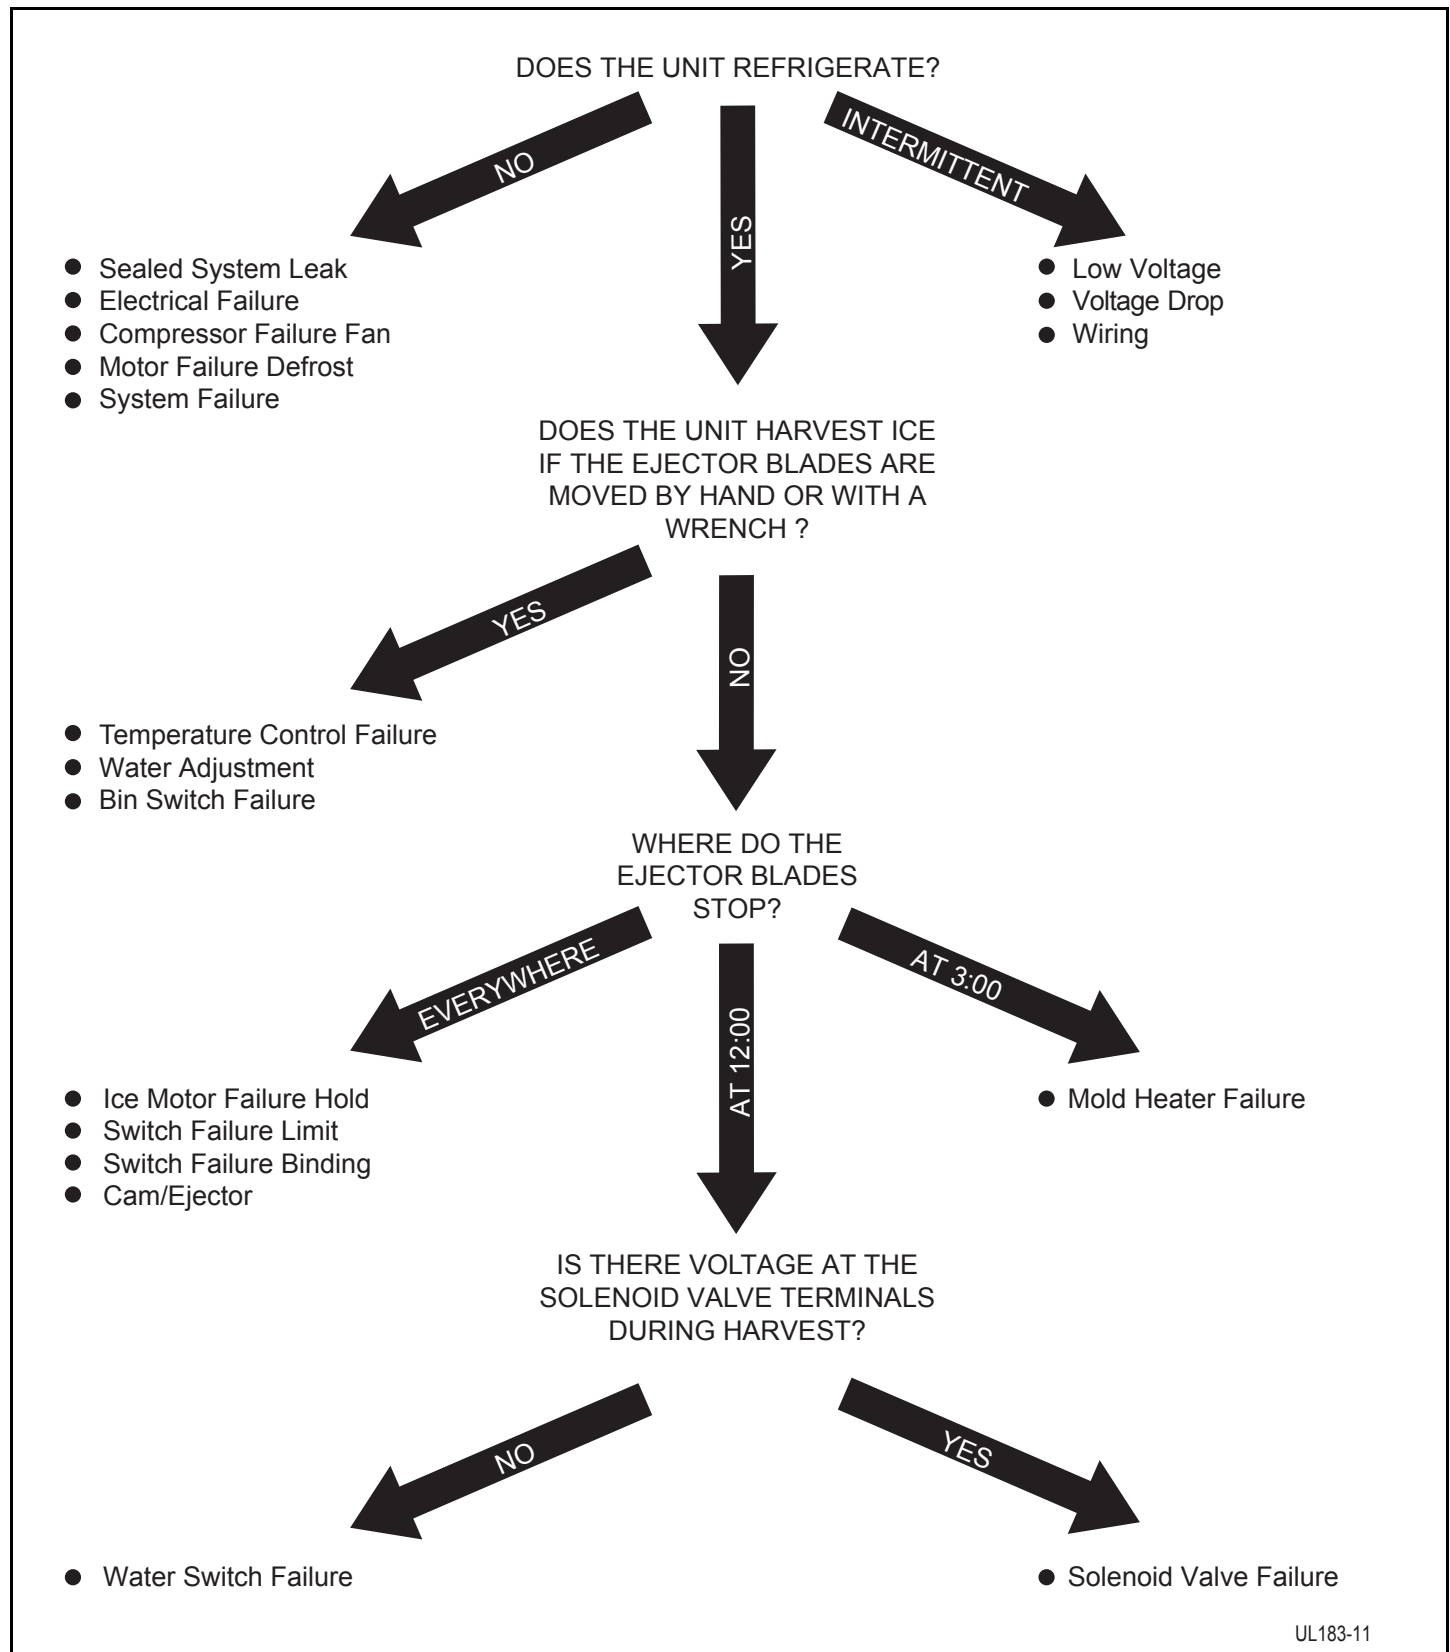 DOES THE UNIT REFRIGERATE?
NO
YES
INTERMITTENT
● Sealed System Leak
● Electrical Failure
● Compressor Failure Fan
● Motor Failure Defrost
● System Failure
● Low Voltage
● Voltage Drop
● Wiring
DOES THE UNIT HARVEST ICE
IF THE EJECTOR BLADES ARE
MOVED BY HAND OR WITH A
WRENCH ?
YES
NO
● Temperature Control Failure
● Water Adjustment
● Bin Switch Failure
WHERE DO THE
EJECTOR BLADES
STOP?
EVERYWHERE
AT 12:00
AT 3:00
● Ice Motor Failure Hold
● Switch Failure Limit
● Switch Failure Binding
● Cam/Ejector
● Mold Heater Failure
IS THERE VOLTAGE AT THE
SOLENOID VALVE TERMINALS
DURING HARVEST?
NO
YES
● Water Switch Failure
● Solenoid Valve Failure
UL183-11